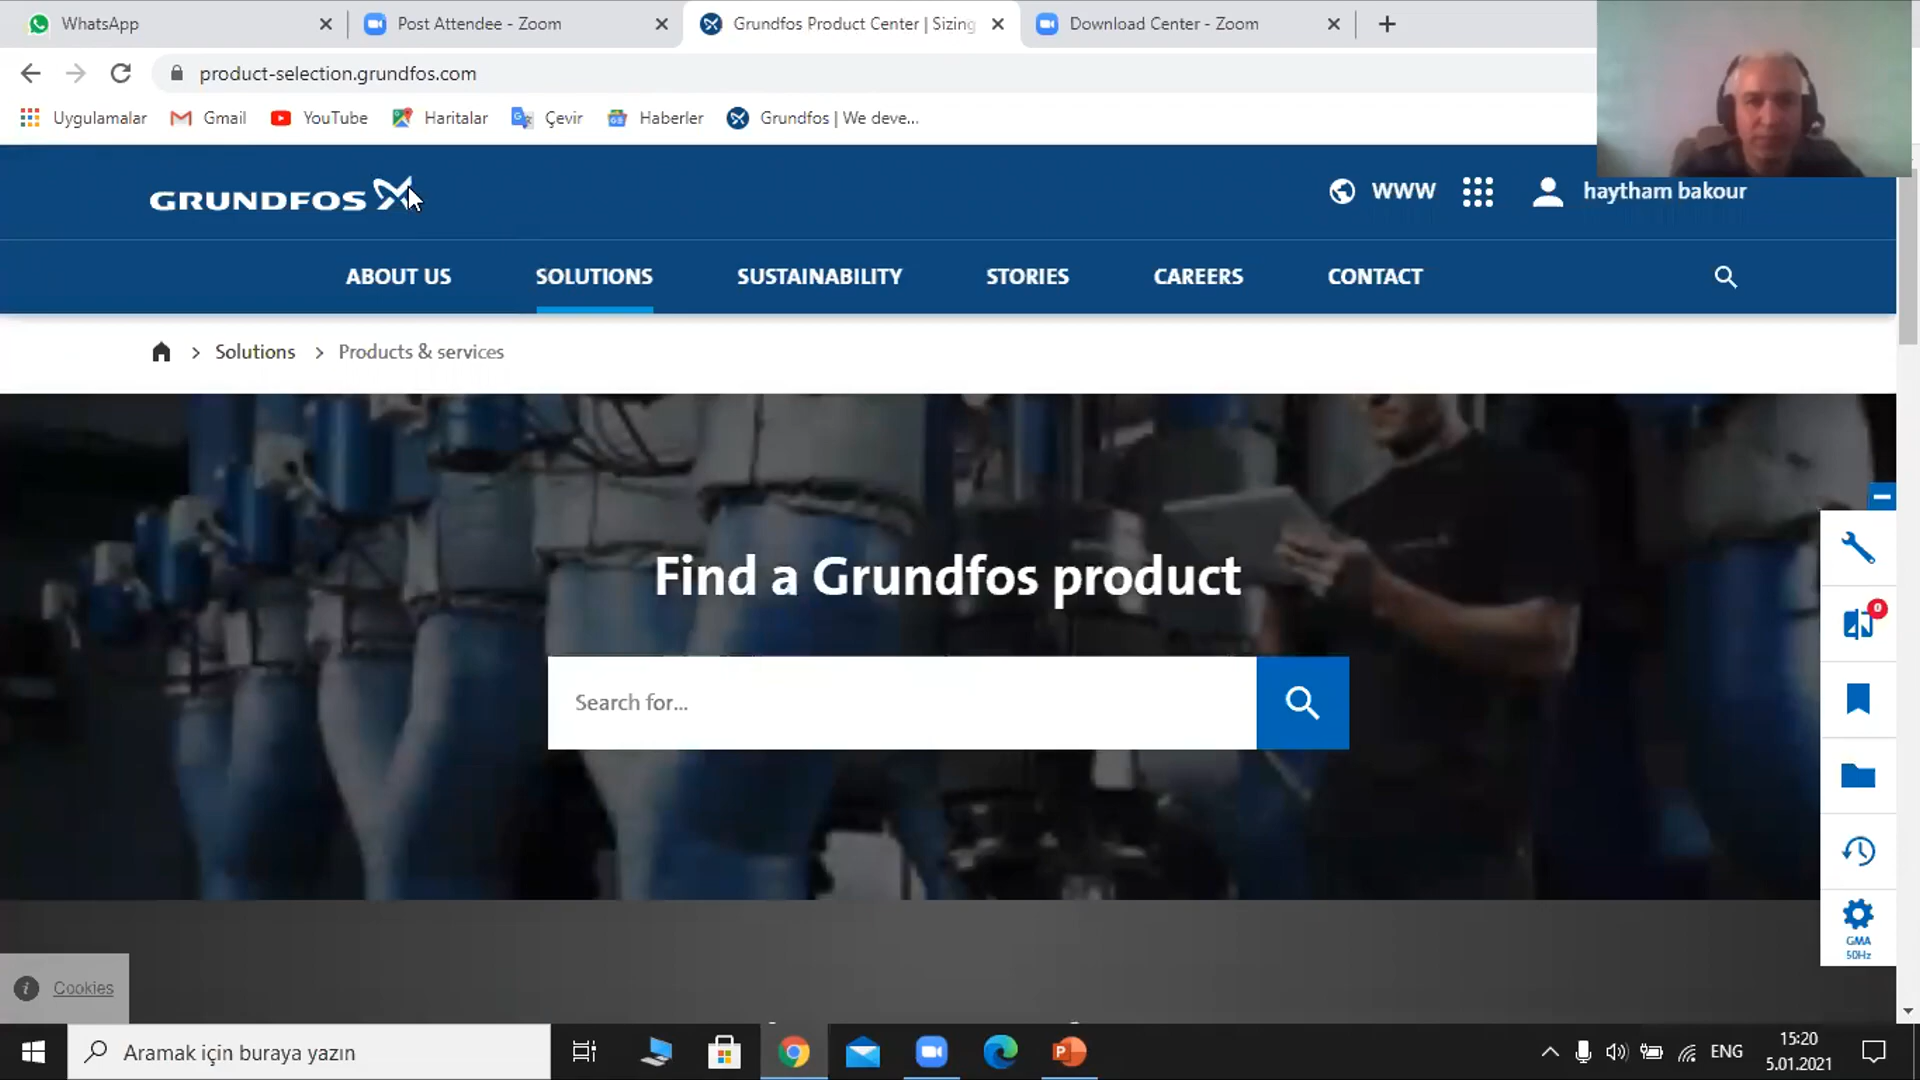 WhatsApp
Post Attendee - Zoom
Grundfos Product Center | Sizing
Download Center - Zoom
product-selection.grundfos.com
Uygulamalar
Gmail
YouTube
Haritalar
Çevir
Haberler
Grundfos | We deve...
GRUNDFOS
WWW
haytham bakour
ABOUT US
SOLUTIONS
SUSTAINABILITY
STORIES
CAREERS
CONTACT
Solutions
Products & services
Find a Grundfos product
Search for...
0
GMA
50Hz
Cookies
Aramak için buraya yazın
ENG
15:20
5.01.2021